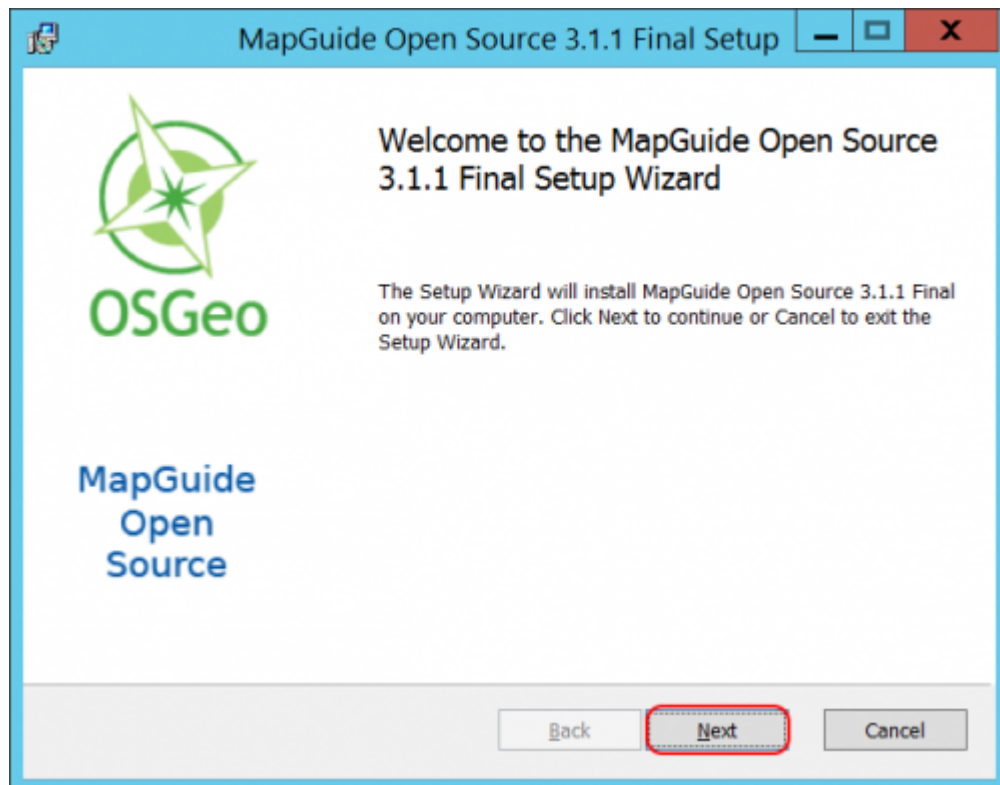 MapGuide Open Source 3.1.1 Final Setup
X
OSGeo
MapGuide
Open
Source
Welcome to the MapGuide Open Source
3.1.1 Final Setup Wizard
The Setup Wizard will install MapGuide Open Source 3.1.1 Final
on your computer. Click Next to continue or Cancel to exit the
Setup Wizard.
Back Next Cancel